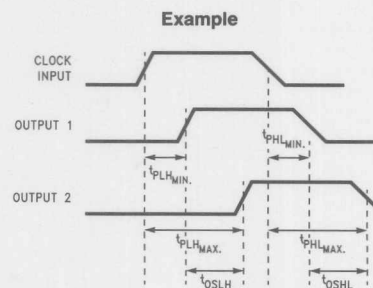 Example
CLOCK
INPUT
OUTPUT 1
tPHLMIN.
tPLHMIN.
OUTPUT 2
tPLHMAX.
tPHLMAX.
tOSLH
tOSHL